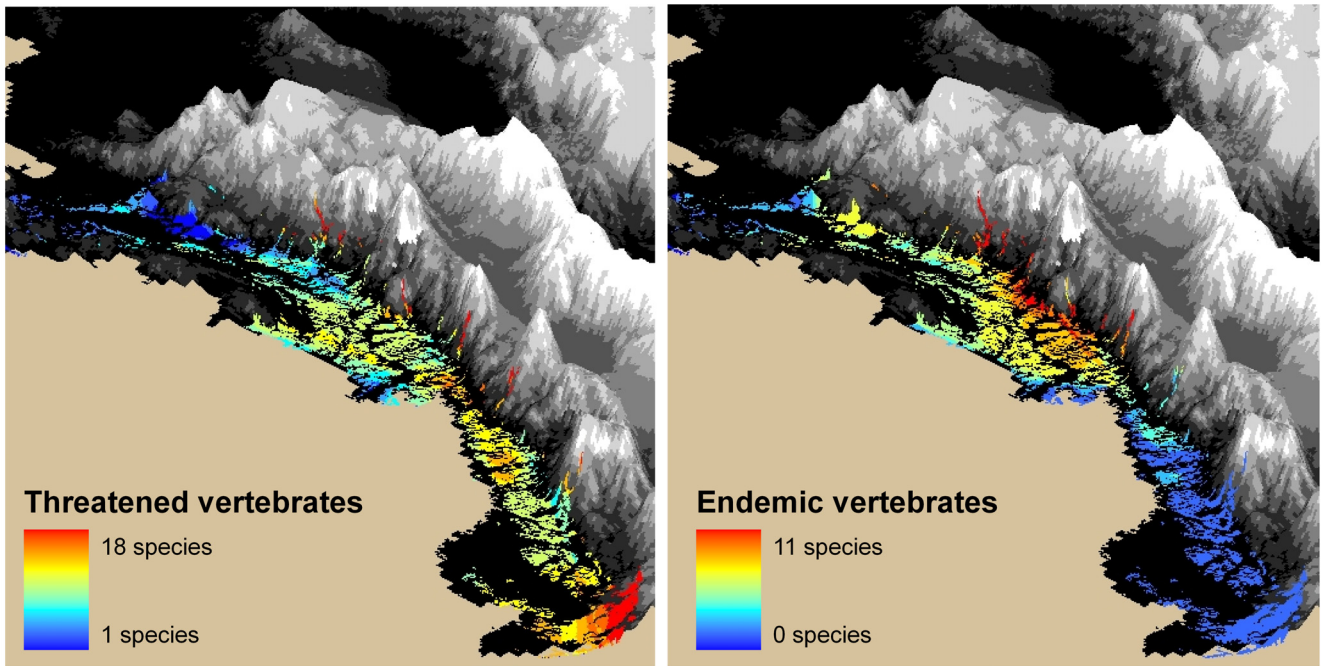 Threatened vertebrates
18 species
1 species
Endemic vertebrates
11 species
0 species